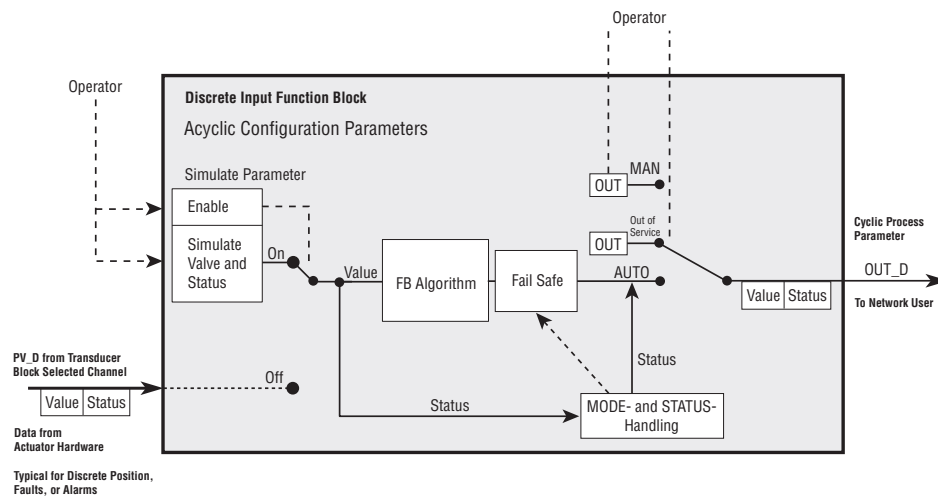 Operator
Operator
Discrete Input Function Block
Acyclic Configuration Parameters
Simulate Parameter
Enable
Simulate
Valve and
Status
On
Value
FB Algorithm
Fail Safe
MAN
OUT
Out of
Service
OUT
AUTO
Cyclic Process
Parameter
OUT_D
Value Status
To Network User
PV_D from Transducer
Block Selected Channel
Off
Value Status
Status
Status
MODE- and STATUS-
Handling
Data from
Actuator Hardware
Typical for Discrete Position,
Faults, or Alarms